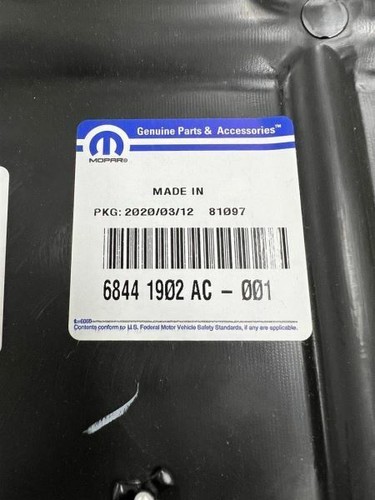 Genuine Parts & Accessories™
MOPAR®
MADE IN
PKG: 2020/03/12 81097
6844 1902 AC - 001
Contents conform to U.S. Federal Motor Vehicle Safety Standards, if any are applicable.